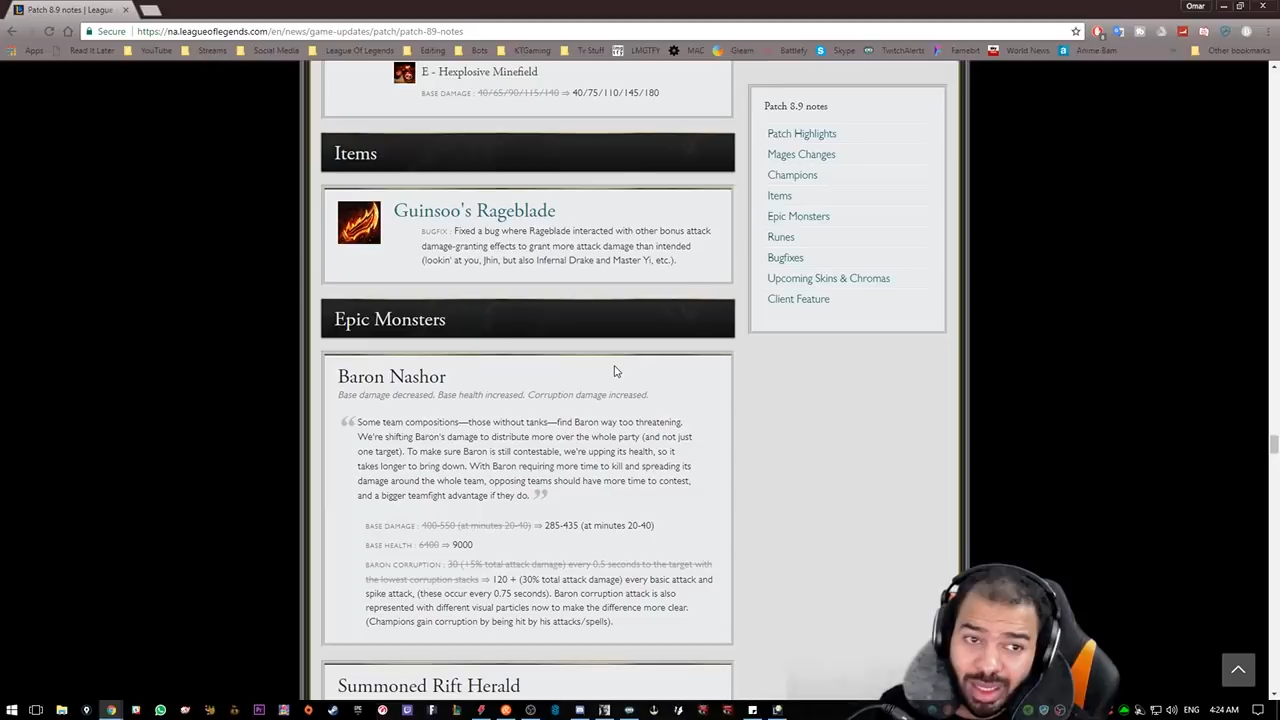 Patch 8.9 notes | League
Omar
Secure
https://na.leagueoflegends.com/en/news/game-updates/patch/patch-89-notes
Apps Read It Later YouTube Streams Social Media League Of Legends Editing Bots KTGaming Tv Stuff LMGTFY MAC Gleam Battlefy Skype TwitchAlerts Famebit World News Anime Bam Other bookmarks
E - Hexplosive Minefield
BASE DAMAGE : 40/65/90/115/140 ⇒ 40/75/110/145/180
Items
Guinsoo's Rageblade
BUGFIX : Fixed a bug where Rageblade interacted with other bonus attack
damage-granting effects to grant more attack damage than intended
(lookin' at you, Jhin, but also Infernal Drake and Master Yi, etc.).
Epic Monsters
Baron Nashor
Base damage decreased. Base health increased. Corruption damage increased.
Some team compositions—those without tanks—find Baron way too threatening.
We're shifting Baron's damage to distribute more over the whole party (and not just
one target). To make sure Baron is still contestable, we're upping its health, so it
takes longer to bring down. With Baron requiring more time to kill and spreading its
damage around the whole team, opposing teams should have more time to contest,
and a bigger teamfight advantage if they do.
BASE DAMAGE : 400-550 (at minutes 20-40) ⇒ 285-435 (at minutes 20-40)
BASE HEALTH : 6400 ⇒ 9000
BARON CORRUPTION : 30 (+5% total attack damage) every 0.5 seconds to the target with
the lowest corruption stacks ⇒ 120 + (30% total attack damage) every basic attack and
spike attack, (these occur every 0.75 seconds). Baron corruption attack is also
represented with different visual particles now to make the difference more clear.
(Champions gain corruption by being hit by his attacks/spells).
Summoned Rift Herald
Patch 8.9 notes
Patch Highlights
Mages Changes
Champions
Items
Epic Monsters
Runes
Bugfixes
Upcoming Skins & Chromas
Client Feature
ENG
4:24 AM